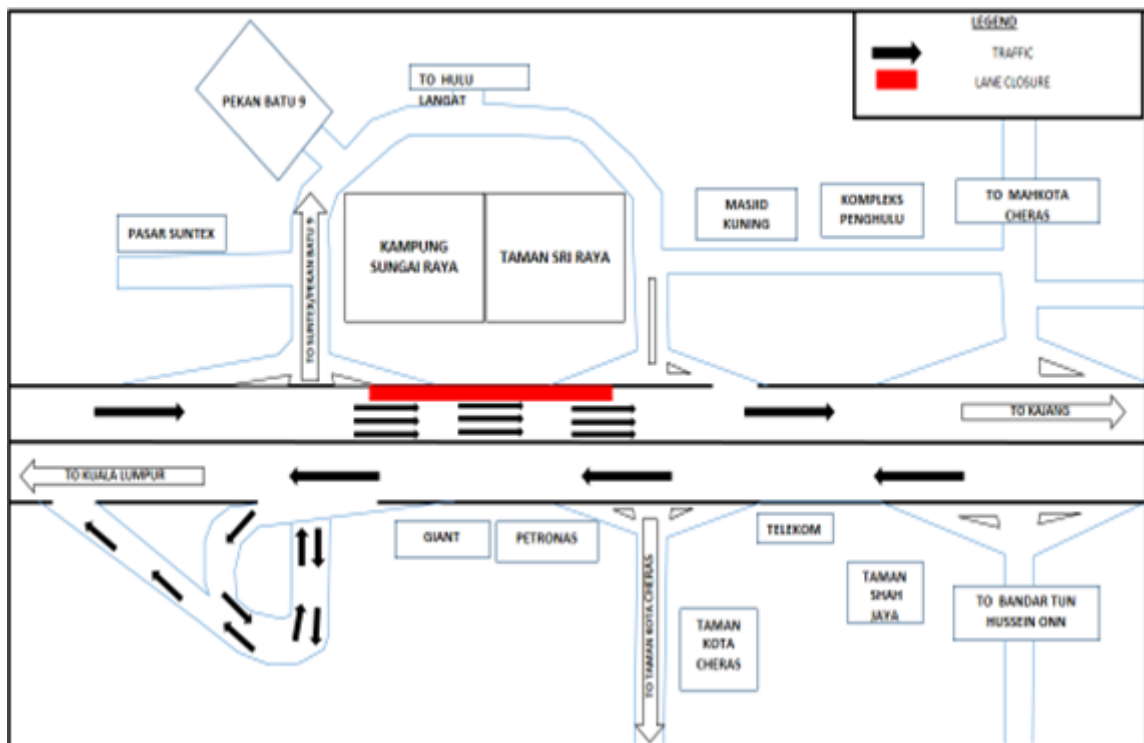 LEGEND
TRAFFIC
LANE CLOSURE
TO HULU
LANGAT
PEKAN BATU 9
PASAR SUNTEX
TO SUNTEX/PEKAN BATU 9
KAMPUNG
SUNGAI RAYA
TAMAN SRI RAYA
MASJID
KUNING
KOMPLEKS
PENGHULU
TO MAHKOTA
CHERAS
TO KAJANG
TO KUALA LUMPUR
GIANT
PETRONAS
TO TAMAN KOTA CHERAS
TELEKOM
TAMAN
KOTA
CHERAS
TAMAN
SHAH
JAYA
TO BANDAR TUN
HUSSEIN ONN